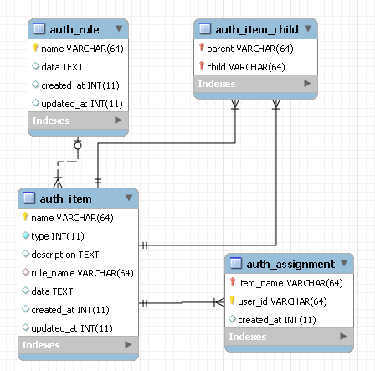 auth_rule
name VARCHAR(64)
data TEXT
created_at INT(11)
updated_at INT(11)
Indexes
auth_item_child
parent VARCHAR(64)
child VARCHAR(64)
Indexes
auth_item
name VARCHAR(64)
type INT(11)
description TEXT
rule_name VARCHAR(64)
data TEXT
created_at INT(11)
updated_at INT(11)
Indexes
auth_assignment
item_name VARCHAR(64)
user_id VARCHAR(64)
created_at INT(11)
Indexes